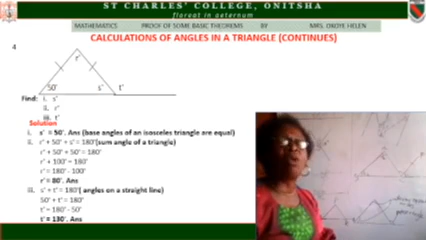 ST CHARLES' COLLEGE, ONITSHA
floreat in aeternum
MATHEMATICS PROOF OF SOME BASIC THEOREMS BY MRS. OKOYE HELEN
CALCULATIONS OF ANGLES IN A TRIANGLE (CONTINUES)
4
r°
50° s° t°
Find: i. s°
ii. r°
iii. t°
Solution
i. s° = 50°. Ans (base angles of an isosceles triangle are equal)
ii. r° + 50° + s° = 180°(sum angle of a triangle)
r° + 50° + 50° = 180°
r° + 100° = 180°
r° = 180° - 100°
r° = 80°. Ans
iii. s° + t° = 180°( angles on a straight line)
50° + t° = 180°
t° = 180° - 50°
t° = 130°. Ans